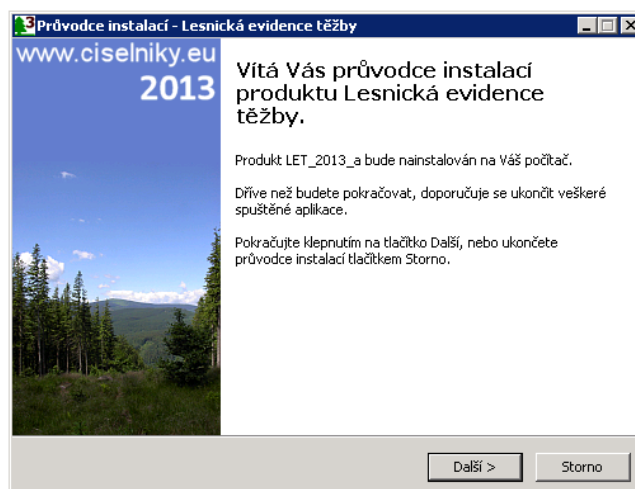 Průvodce instalací - Lesnická evidence těžby
www.ciselniky.eu
2013
Vítá Vás průvodce instalací
produktu Lesnická evidence
těžby.
Produkt LET_2013_a bude nainstalován na Váš počítač.
Dříve než budete pokračovat, doporučuje se ukončit veškeré
spuštěné aplikace.
Pokračujte klepnutím na tlačítko Další, nebo ukončete
průvodce instalací tlačítkem Storno.
Další >
Storno